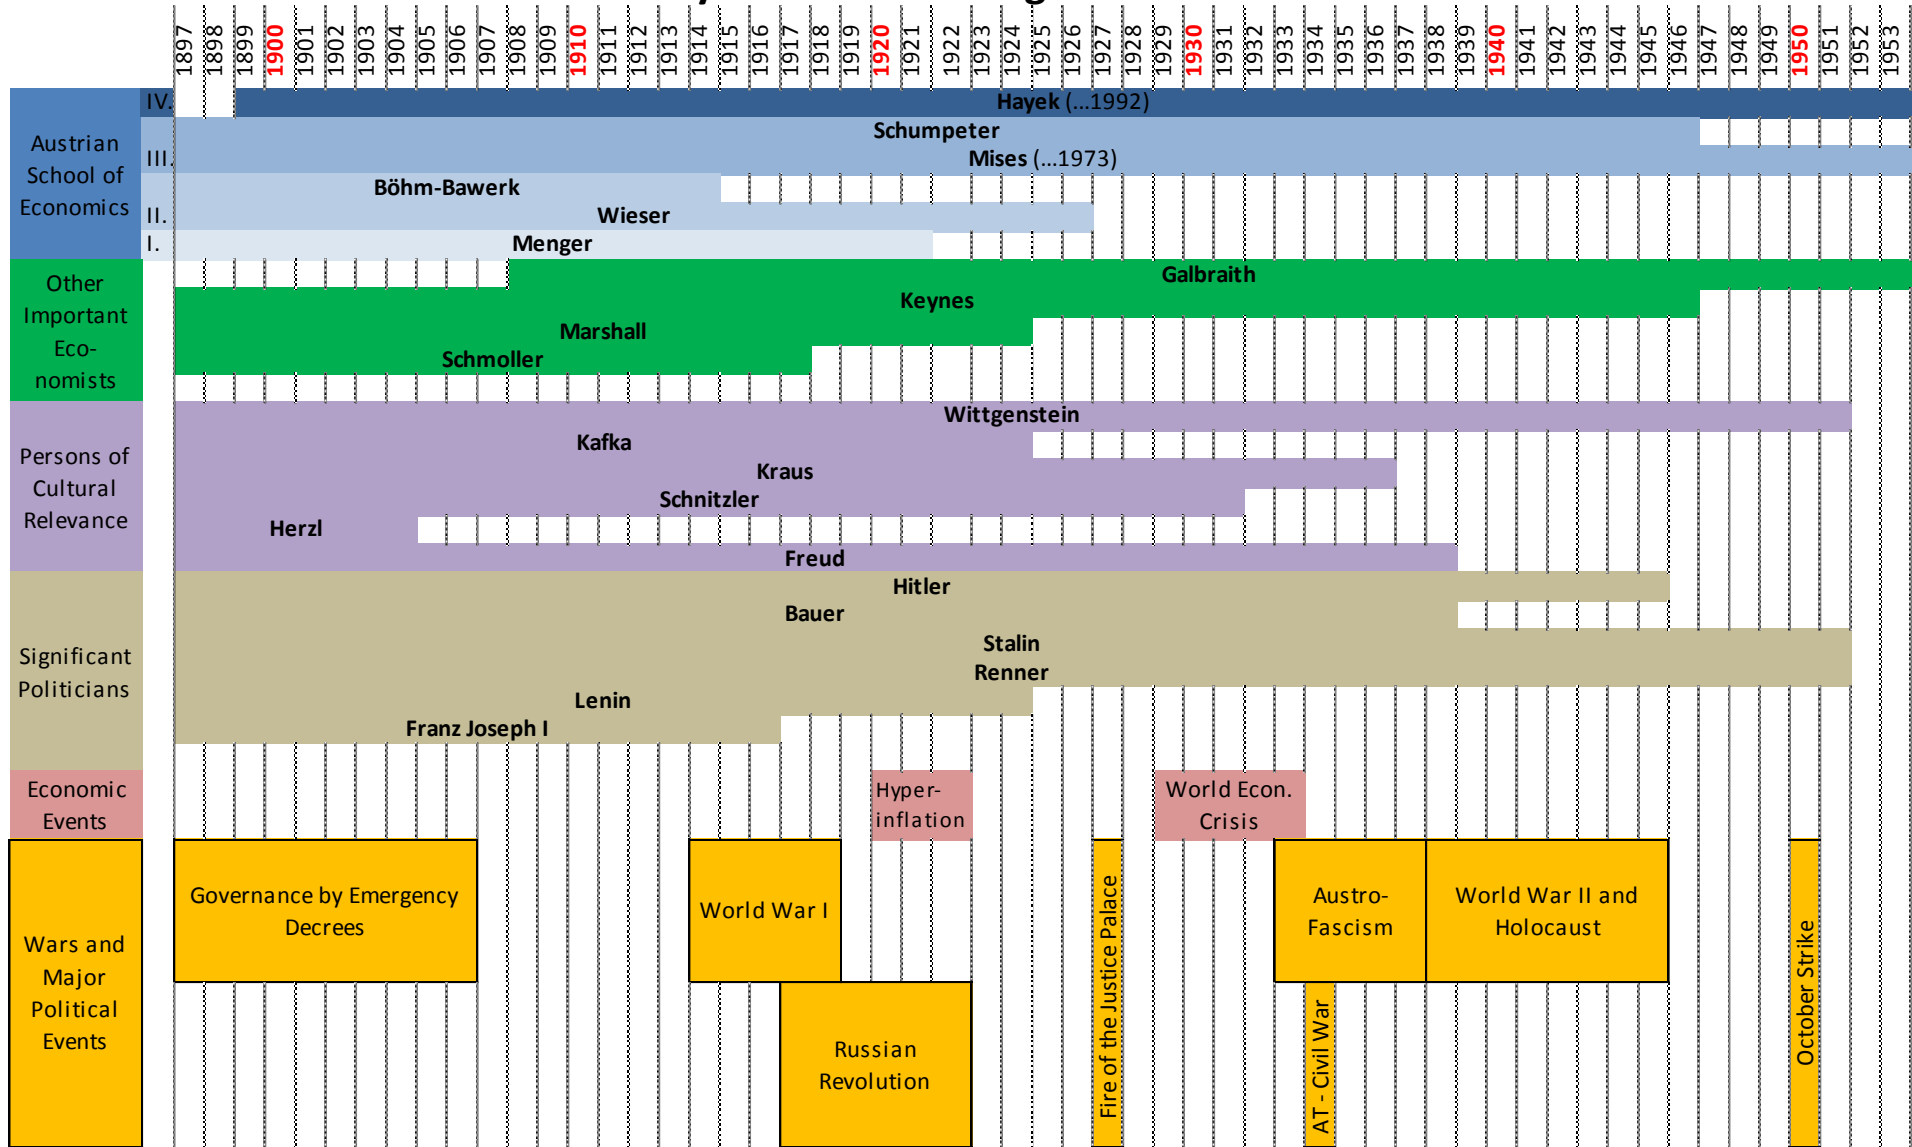 1897 1898 1899 1900 1901 1902 1903 1904 1905 1906 1907 1908 1909 1910 1911 1912 1913 1914 1915 1916 1917 1918 1919 1920 1921 1922 1923 1924 1925 1926 1927 1928 1929 1930 1931 1932 1933 1934 1935 1936 1937 1938 1939 1940 1941 1942 1943 1944 1945 1946 1947 1948 1949 1950 1951 1952 1953
Austrian
School of
Economics
IV.
Hayek (...1992)
Schumpeter
III.
Mises (...1973)
Böhm-Bawerk
II.
Wieser
I.
Menger
Other
Important
Eco-
nomists
Galbraith
Keynes
Marshall
Schmoller
Persons of
Cultural
Relevance
Wittgenstein
Kafka
Kraus
Schnitzler
Herzl
Freud
Significant
Politicians
Hitler
Bauer
Stalin
Renner
Lenin
Franz Joseph I
Economic
Events
Hyper-
inflation
World Econ.
Crisis
Wars and
Major
Political
Events
Governance by Emergency
Decrees
World War I
Russian
Revolution
Fire of the Justice Palace
Austro-
Fascism
AT - Civil War
World War II and
Holocaust
October Strike